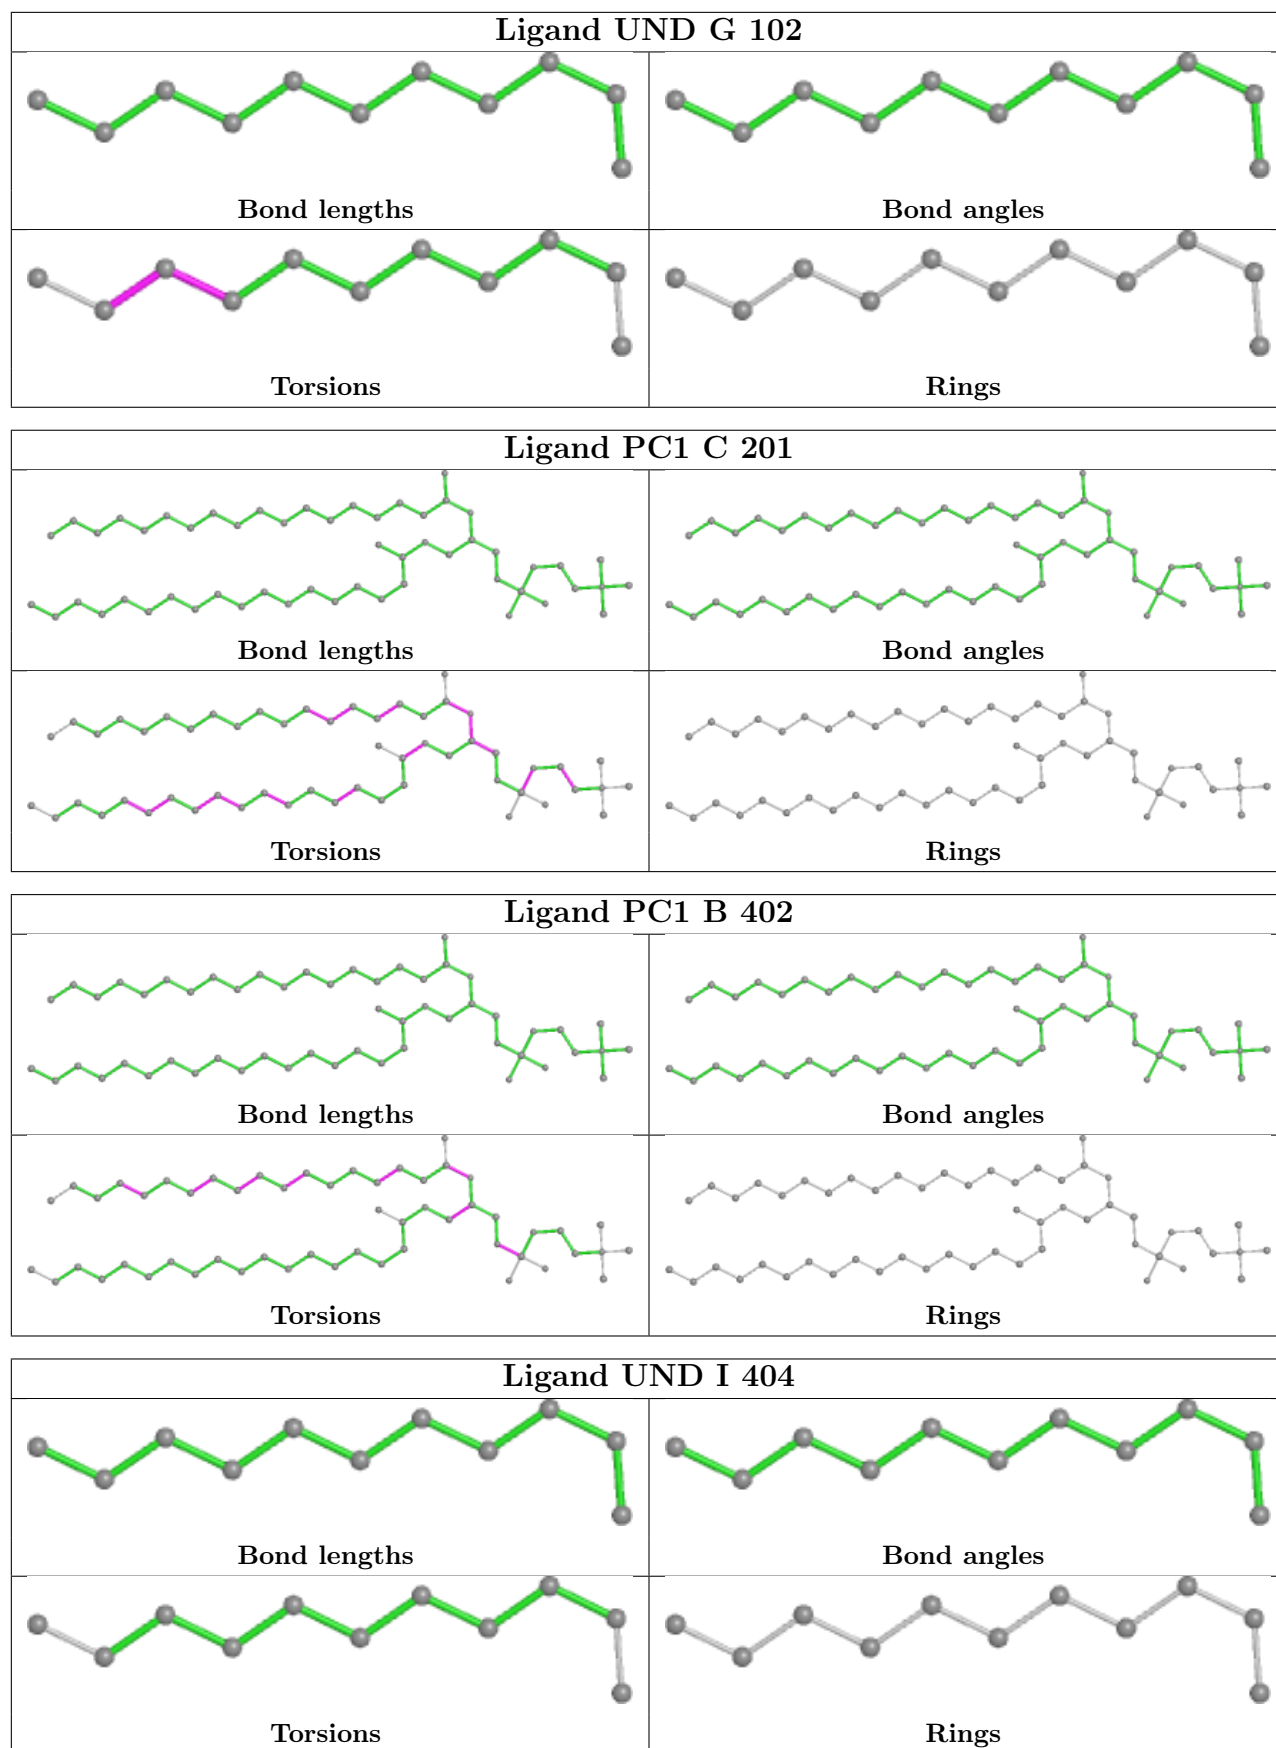 Ligand UND G 102
Bond lengths
Bond angles
Torsions
Rings
Ligand PC1 C 201
Bond lengths
Bond angles
Torsions
Rings
Ligand PC1 B 402
Bond lengths
Bond angles
Torsions
Rings
Ligand UND I 404
Bond lengths
Bond angles
Torsions
Rings